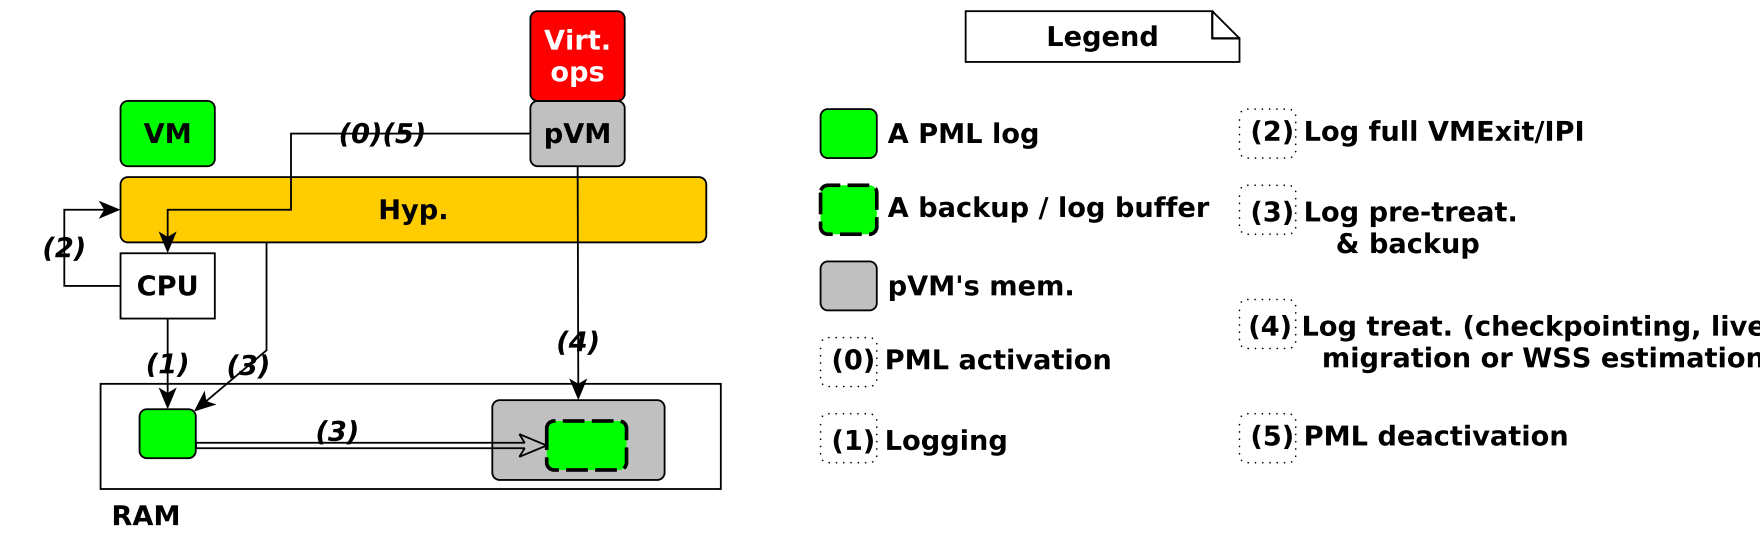 Virt.
ops
VM
(0)(5)
pVM
Hyp.
(2)
CPU
(1)
(3)
(4)
(3)
RAM
Legend
A PML log
A backup / log buffer
pVM's mem.
(0) PML activation
(1) Logging
(2) Log full VMExit/IPI
(3) Log pre-treat.
& backup
(4) Log treat. (checkpointing, live
migration or WSS estimation
(5) PML deactivation